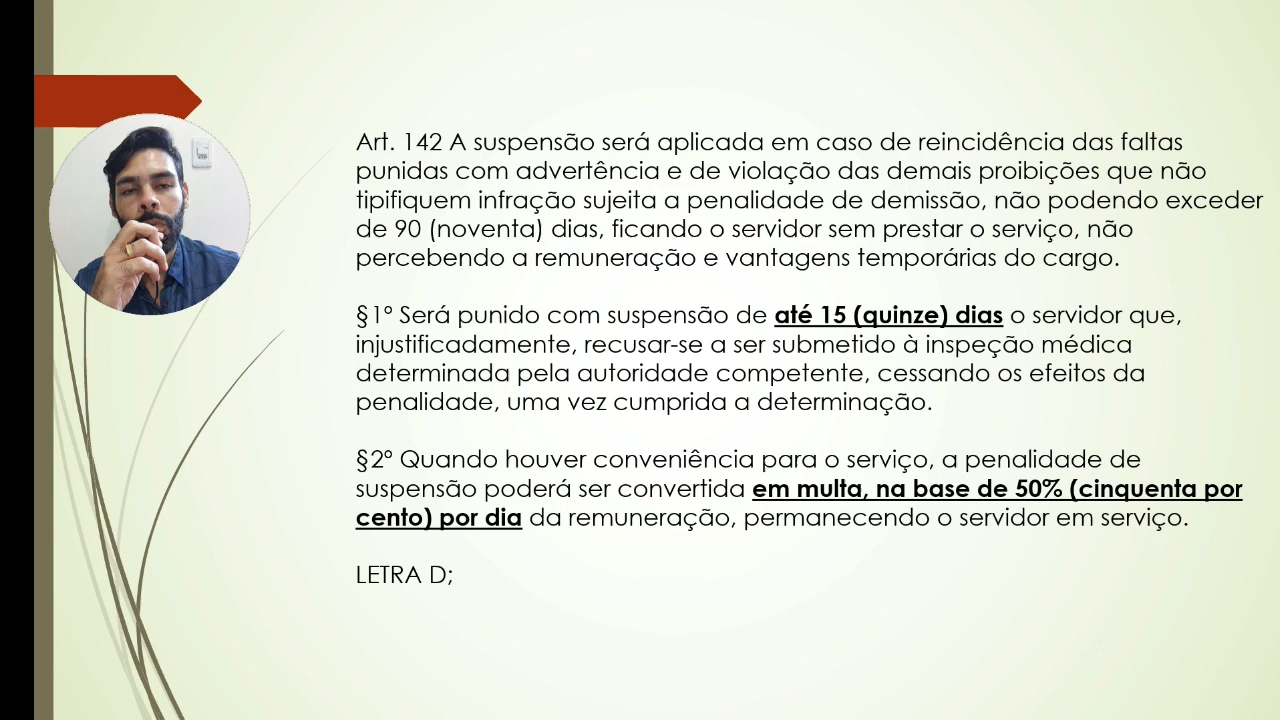 Art. 142 A suspensão será aplicada em caso de reincidência das faltas
punidas com advertência e de violação das demais proibições que não
tipifiquem infração sujeita a penalidade de demissão, não podendo exceder
de 90 (noventa) dias, ficando o servidor sem prestar o serviço, não
percebendo a remuneração e vantagens temporárias do cargo.
§1º Será punido com suspensão de até 15 (quinze) dias o servidor que,
injustificadamente, recusar-se a ser submetido à inspeção médica
determinada pela autoridade competente, cessando os efeitos da
penalidade, uma vez cumprida a determinação.
§2º Quando houver conveniência para o serviço, a penalidade de
suspensão poderá ser convertida em multa, na base de 50% (cinquenta por
cento) por dia da remuneração, permanecendo o servidor em serviço.
LETRA D;